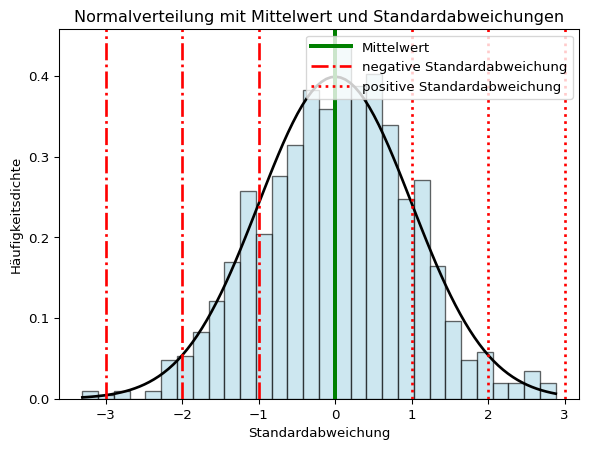 Normalverteilung mit Mittelwert und Standardabweichungen
Mittelwert
negative Standardabweichung
positive Standardabweichung
Häufigkeitsdichte
0.4
0.3
0.2
0.1
0.0
−3 −2 −1 0 1 2 3
Standardabweichung